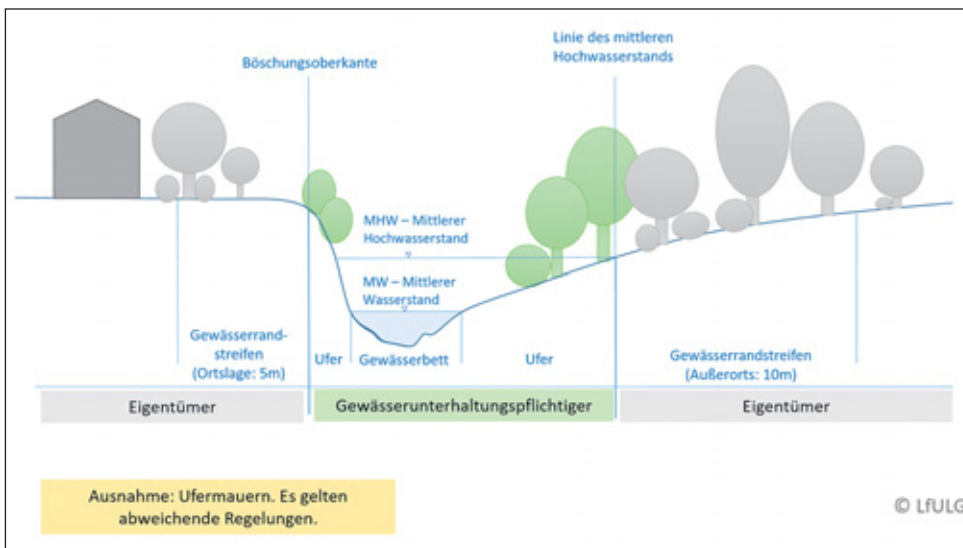 Linie des mittleren
Hochwasserstands
Böschungsoberkante
MHW – Mittlerer
Hochwasserstand
MW – Mittlerer
Wasserstand
Gewässerrand-
streifen
(Ortslage: 5m)
Ufer
Gewässerbett
Ufer
Gewässerrandstreifen
(Außerorts: 10m)
Eigentümer
Gewässerunterhaltungspflichtiger
Eigentümer
Ausnahme: Ufermauern. Es gelten
abweichende Regelungen.
© LfULG